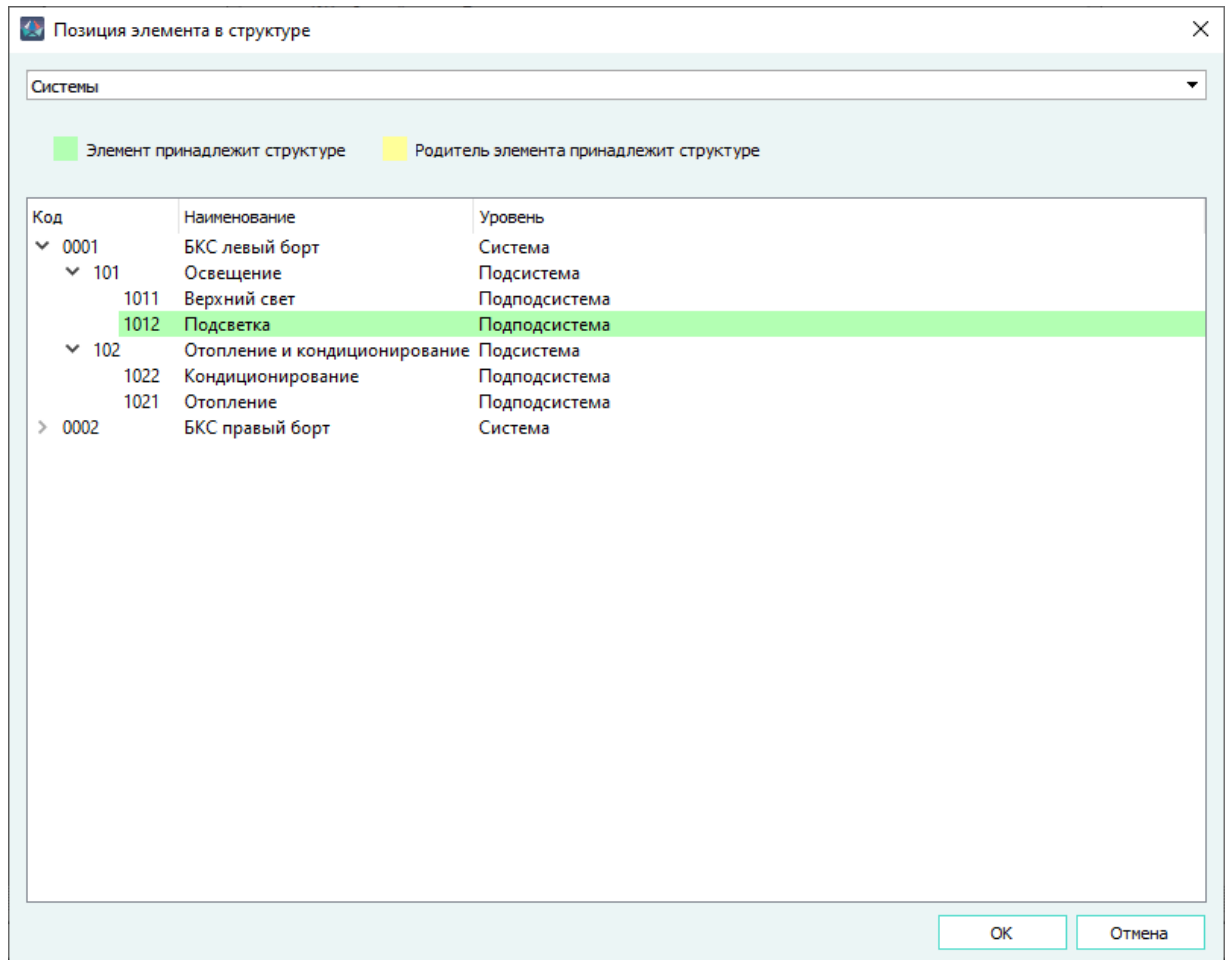 Позиция элемента в структуре
Системы
Элемент принадлежит структуре Родитель элемента принадлежит структуре
Код Наименование Уровень
0001 БКС левый борт Система
101 Освещение Подсистема
1011 Верхний свет Подподсистема
1012 Подсветка Подподсистема
102 Отопление и кондиционирование Подсистема
1022 Кондиционирование Подподсистема
1021 Отопление Подподсистема
0002 БКС правый борт Система
ОК Отмена